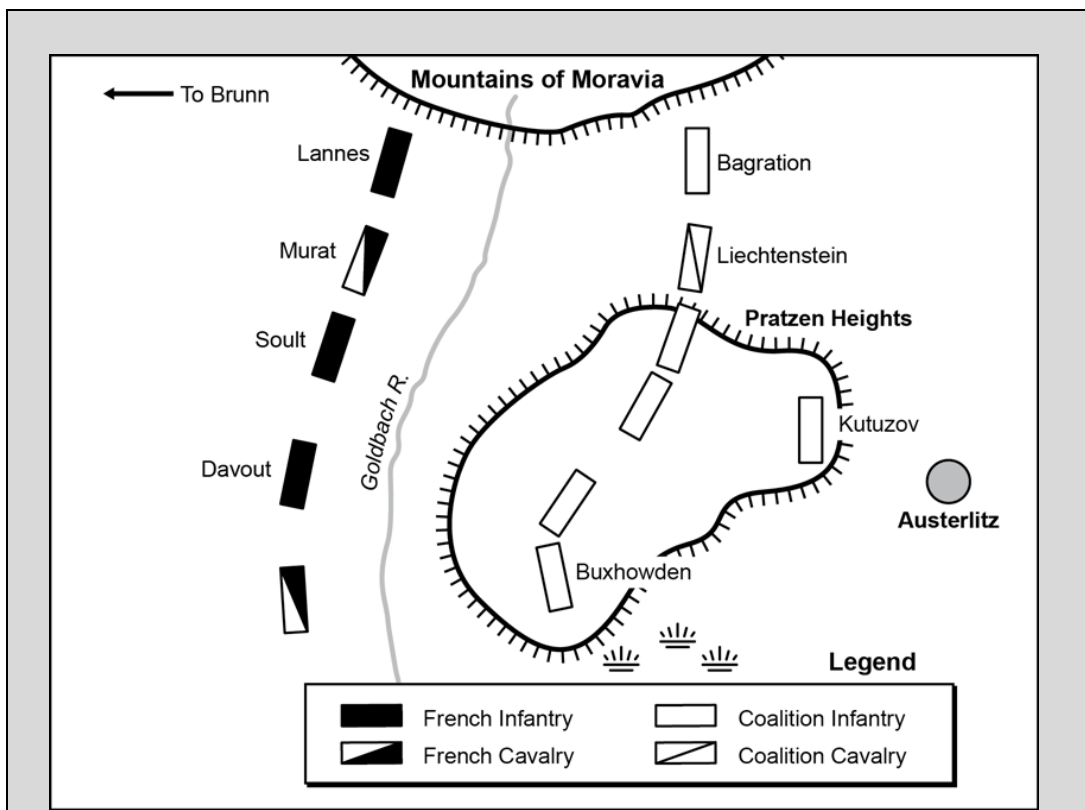 Mountains of Moravia
To Brunn
Lannes
Bagration
Murat
Liechtenstein
Pratzen Heights
Soult
Goldbach R.
Kutuzov
Davout
Austerlitz
Buxhowden
Legend
French Infantry
Coalition Infantry
French Cavalry
Coalition Cavalry